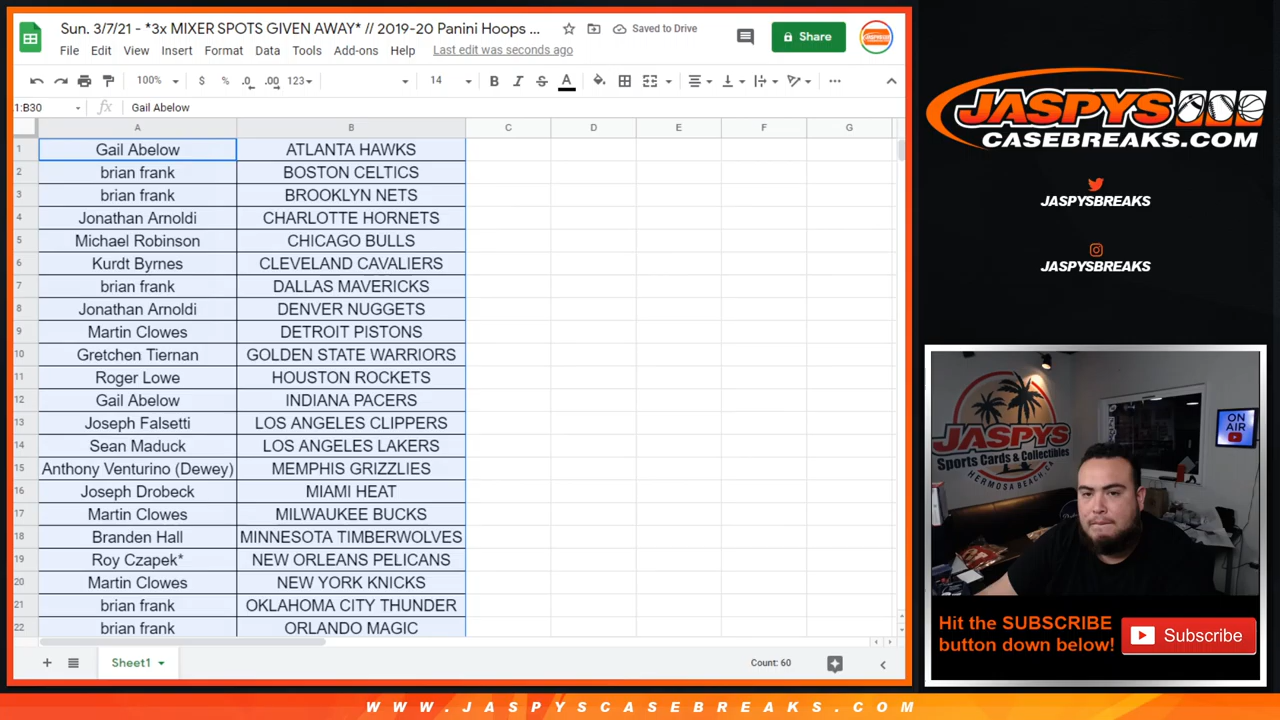 Sun. 3/7/21 - *3x MIXER SPOTS GIVEN AWAY* // 2019-20 Panini Hoops ...
Saved to Drive
Share
File Edit View Insert Format Data Tools Add-ons Help Last edit was seconds ago
100% $ % .0 .00 123 14 B I S A
1:B30 fx Gail Abelow
A B C D E F G
1 Gail Abelow ATLANTA HAWKS
2 brian frank BOSTON CELTICS
3 brian frank BROOKLYN NETS
4 Jonathan Arnoldi CHARLOTTE HORNETS
5 Michael Robinson CHICAGO BULLS
6 Kurdt Byrnes CLEVELAND CAVALIERS
7 brian frank DALLAS MAVERICKS
8 Jonathan Arnoldi DENVER NUGGETS
9 Martin Clowes DETROIT PISTONS
10 Gretchen Tiernan GOLDEN STATE WARRIORS
11 Roger Lowe HOUSTON ROCKETS
12 Gail Abelow INDIANA PACERS
13 Joseph Falsetti LOS ANGELES CLIPPERS
14 Sean Maduck LOS ANGELES LAKERS
15 Anthony Venturino (Dewey) MEMPHIS GRIZZLIES
16 Joseph Drobeck MIAMI HEAT
17 Martin Clowes MILWAUKEE BUCKS
18 Branden Hall MINNESOTA TIMBERWOLVES
19 Roy Czapek* NEW ORLEANS PELICANS
20 Martin Clowes NEW YORK KNICKS
21 brian frank OKLAHOMA CITY THUNDER
22 brian frank ORLANDO MAGIC
Sheet1
Count: 60
JASPYS
CASEBREAKS.COM
JASPYSBREAKS
JASPYSBREAKS
JASPYS
Sports Cards & Collectibles
HERMOSA BEACH, CA
ON
AIR
Hit the SUBSCRIBE
button down below!
Subscribe
WWW.JASPYSCASEBREAKS.COM